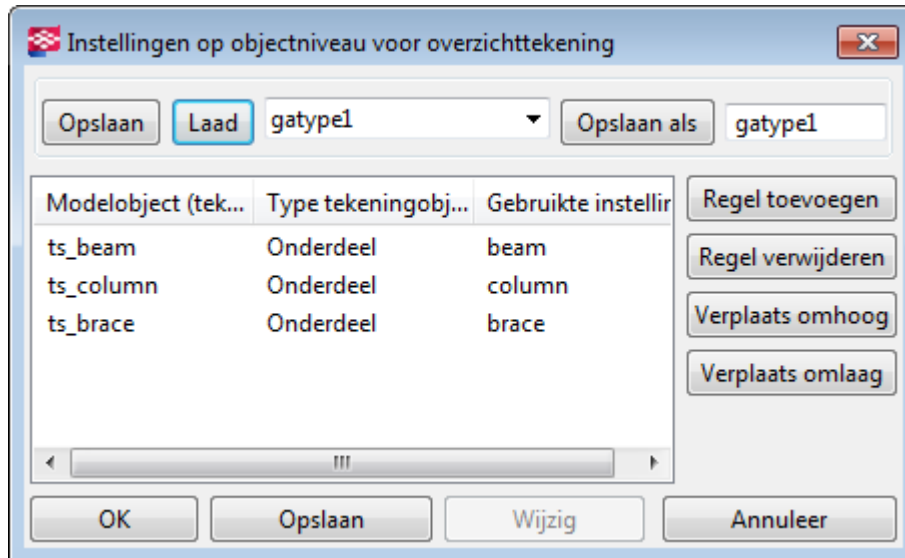 Instellingen op objectniveau voor overzichttekening
Opslaan Laad gatype1 Opslaan als gatype1
Modelobject (tek... Type tekeningobj... Gebruikte instellin
Regel toevoegen
ts_beam Onderdeel beam
Regel verwijderen
ts_column Onderdeel column
ts_brace Onderdeel brace
Verplaats omhoog
Verplaats omlaag
OK Opslaan Wijzig Annuleer